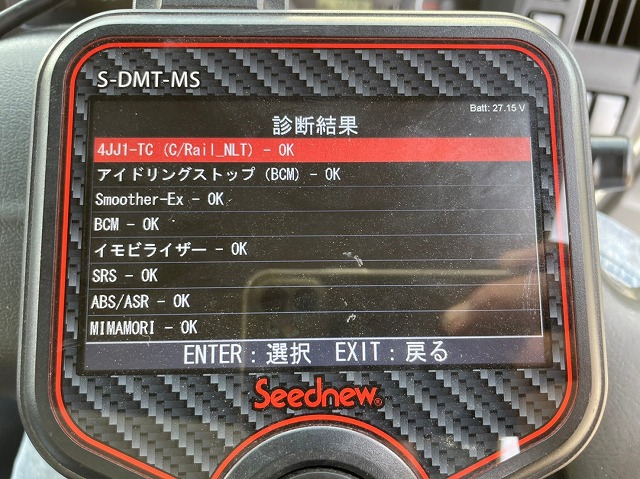 S-DMT-MS
Batt: 27.15 V
診断結果
4JJ1-TC (C/Rail_NLT) - OK
アイドリングストップ (BCM) - OK
Smoother-Ex - OK
BCM - OK
イモビライザー - OK
SRS - OK
ABS/ASR - OK
MIMAMORI - OK
ENTER : 選択 EXIT : 戻る
Seednew®